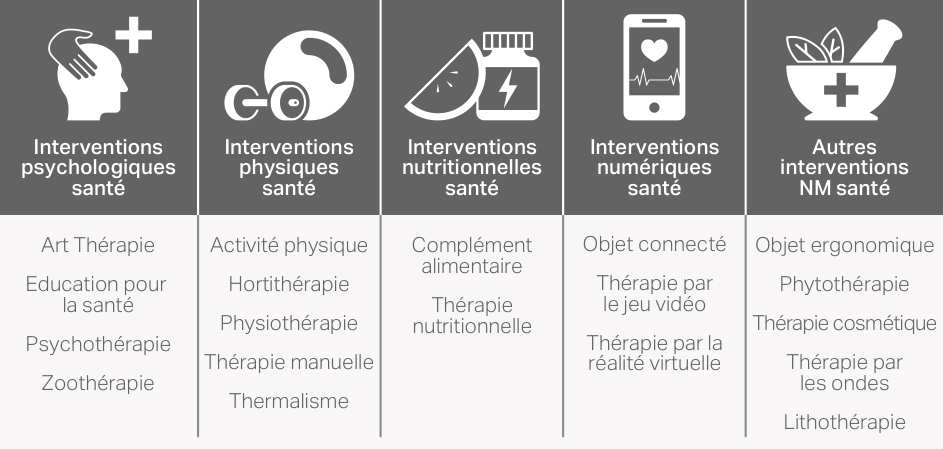 Interventions
psychologiques
santé
Art Thérapie
Education pour
la santé
Psychothérapie
Zoothérapie
Interventions
physiques
santé
Activité physique
Hortithérapie
Physiothérapie
Thérapie manuelle
Thermalisme
Interventions
nutritionnelles
santé
Complément
alimentaire
Thérapie
nutritionnelle
Interventions
numériques
santé
Objet connecté
Thérapie par
le jeu vidéo
Thérapie par la
réalité virtuelle
Autres
interventions
NM santé
Objet ergonomique
Phytothérapie
Thérapie cosmétique
Thérapie par
les ondes
Lithothérapie